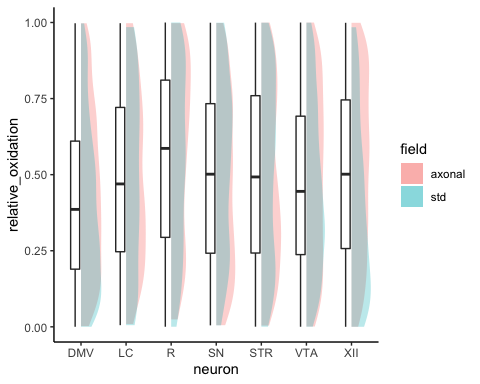 1.00
0.75
0.50
0.25
0.00
relative_oxidation
DMV LC R SN STR VTA XII
neuron
field
axonal
std